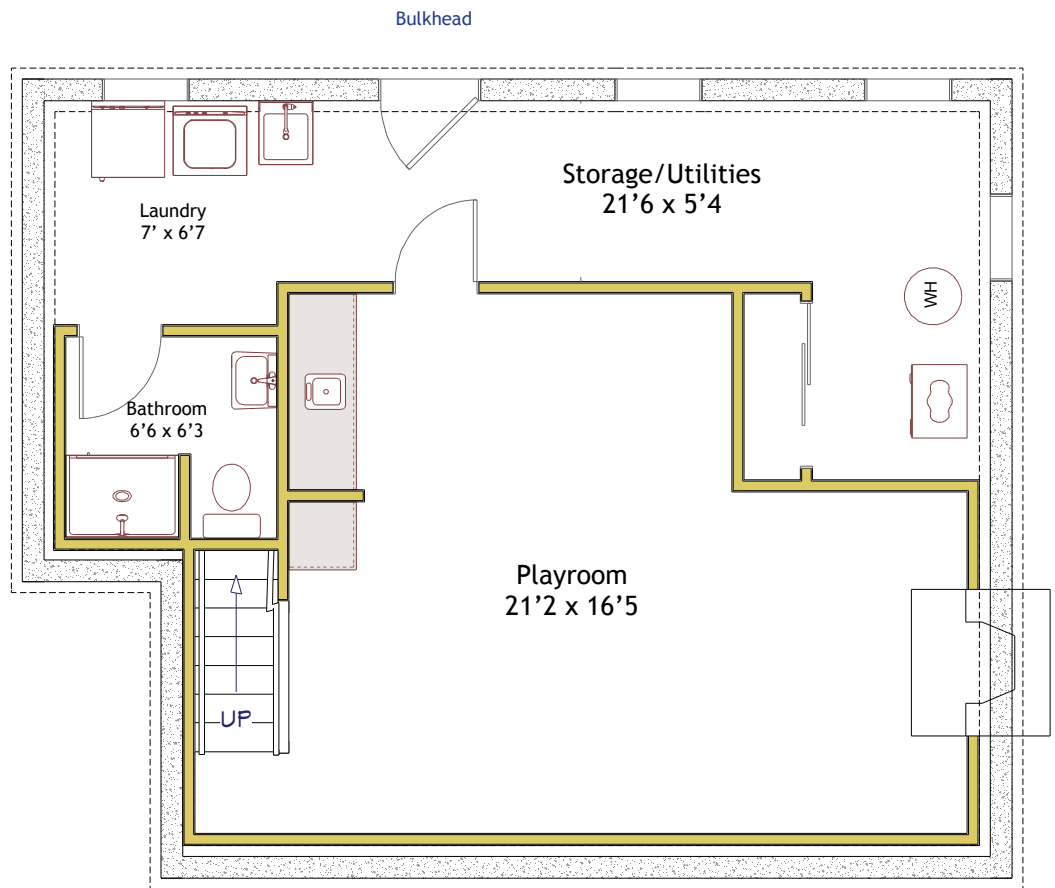 Bulkhead
Storage/Utilities
21’6 x 5’4
Laundry
7’ x 6’7
WH
Bathroom
6’6 x 6’3
Playroom
21’2 x 16’5
UP